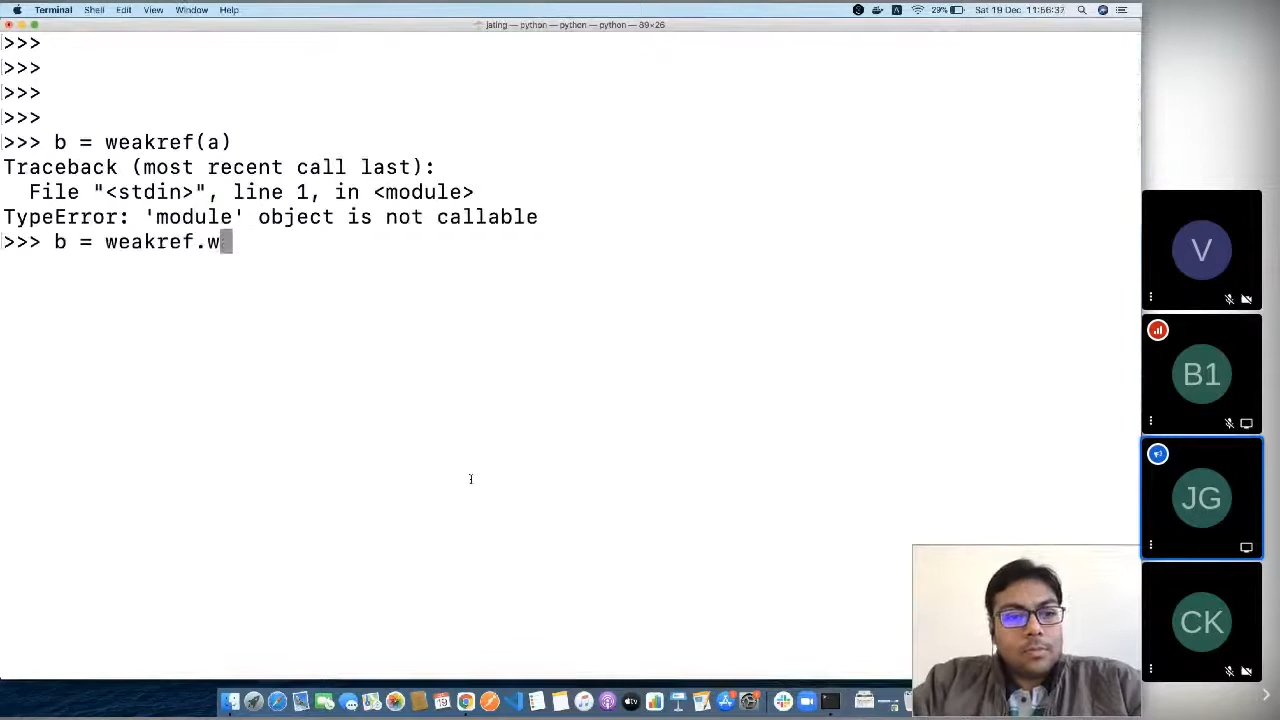 Terminal Shell Edit View Window Help
29% Sat 19 Dec 11:56:37
jating — python — python — python — 89×26
>>>
>>>
>>>
>>>
>>> b = weakref(a)
Traceback (most recent call last):
  File "<stdin>", line 1, in <module>
TypeError: 'module' object is not callable
>>> b = weakref.w
V
B1
JG
CK